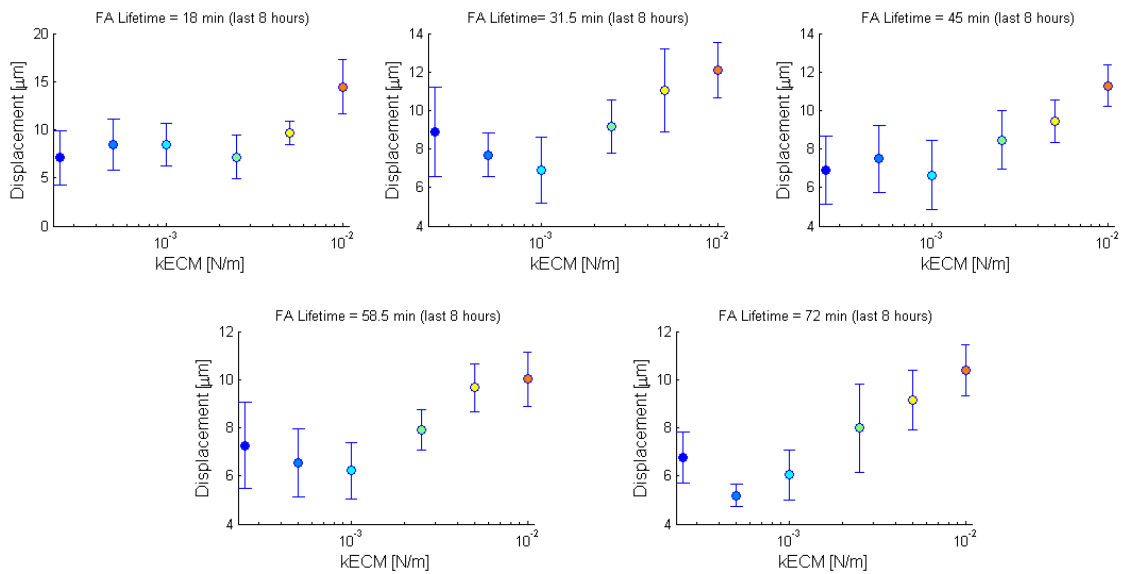 FA Lifetime = 18 min (last 8 hours)
20
15
10
5
0
Displacement [μm]
10⁻³
10⁻²
kECM [N/m]
FA Lifetime= 31.5 min (last 8 hours)
14
12
10
8
6
4
Displacement [μm]
10⁻³
10⁻²
kECM [N/m]
FA Lifetime = 45 min (last 8 hours)
14
12
10
8
6
4
Displacement [μm]
10⁻³
10⁻²
kECM [N/m]
FA Lifetime = 58.5 min (last 8 hours)
12
10
8
6
4
Displacement [μm]
10⁻³
10⁻²
kECM [N/m]
FA Lifetime = 72 min (last 8 hours)
12
10
8
6
4
Displacement [μm]
10⁻³
10⁻²
kECM [N/m]